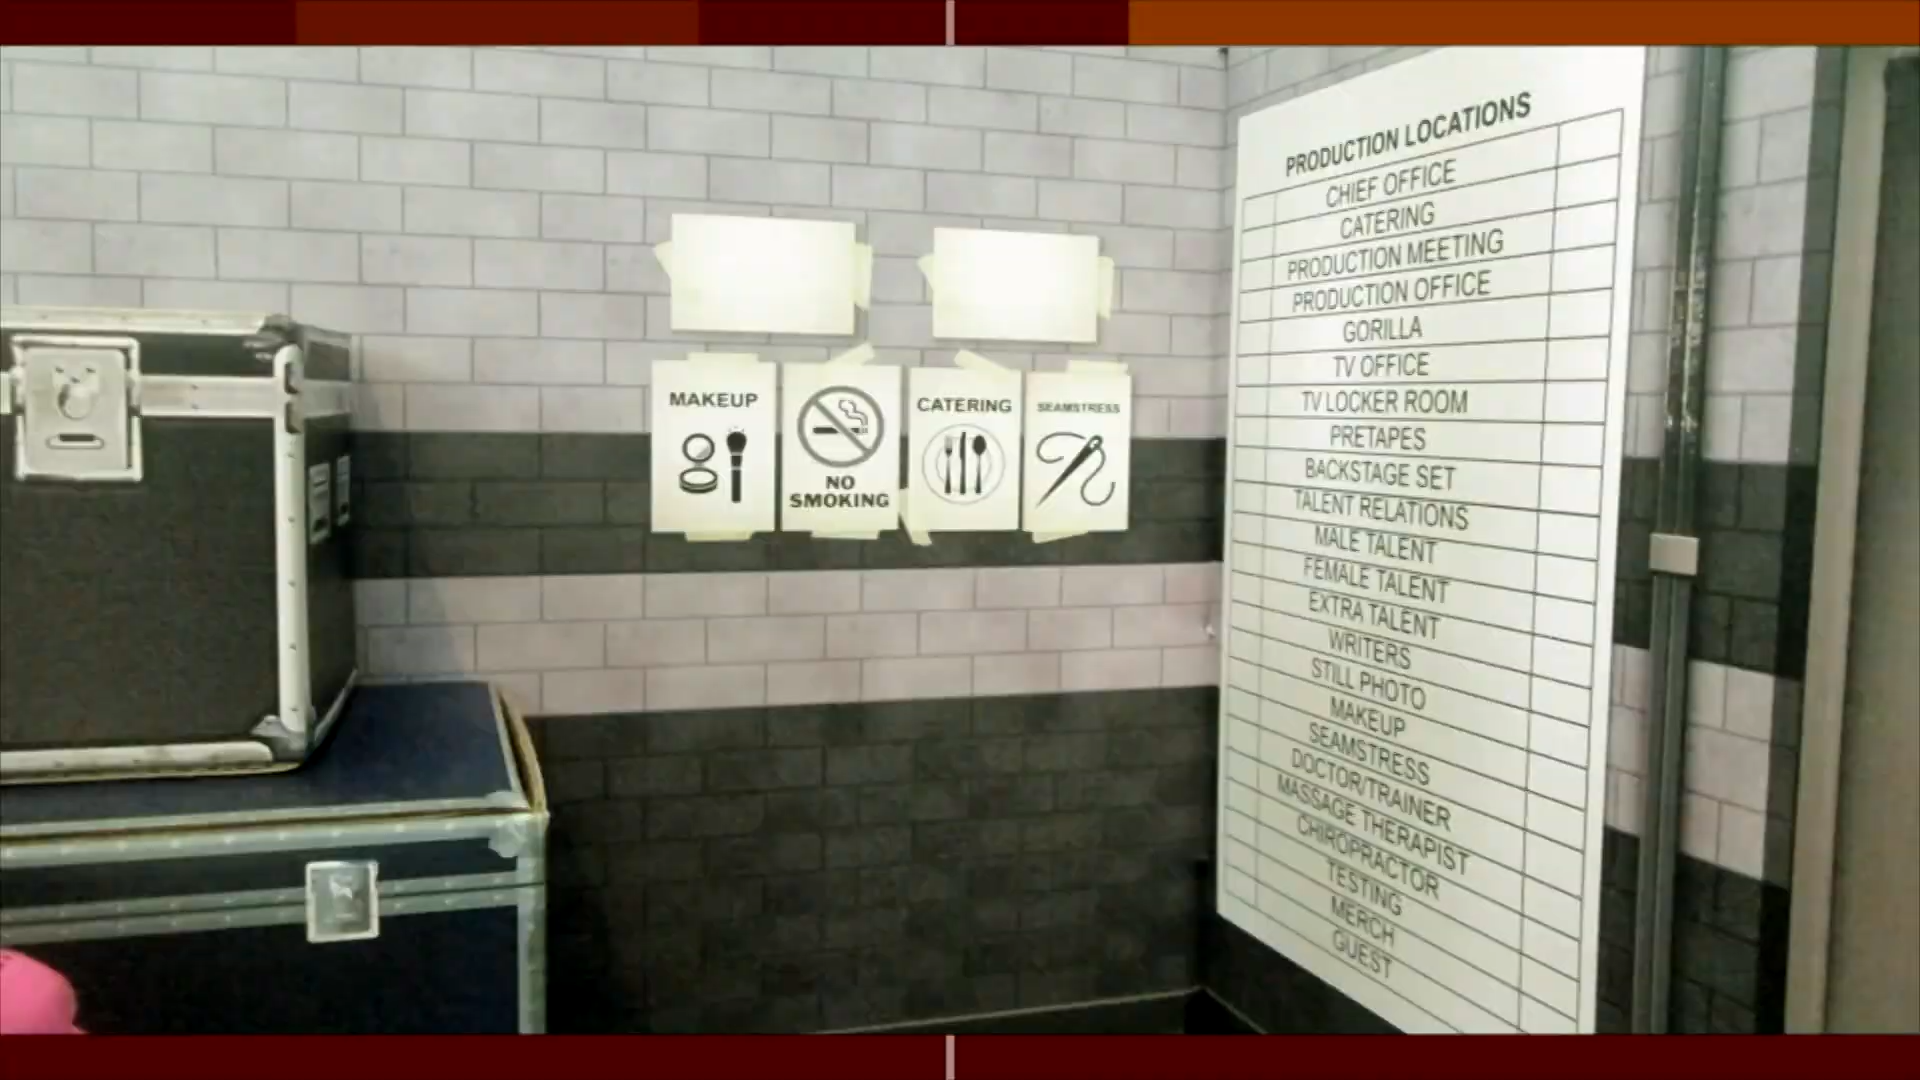 MAKEUP
NO
SMOKING
CATERING
SEAMSTRESS
PRODUCTION LOCATIONS
CHIEF OFFICE
CATERING
PRODUCTION MEETING
PRODUCTION OFFICE
GORILLA
TV OFFICE
TV LOCKER ROOM
PRETAPES
BACKSTAGE SET
TALENT RELATIONS
MALE TALENT
FEMALE TALENT
EXTRA TALENT
WRITERS
STILL PHOTO
MAKEUP
SEAMSTRESS
DOCTOR/TRAINER
MASSAGE THERAPIST
CHIROPRACTOR
TESTING
MERCH
GUEST